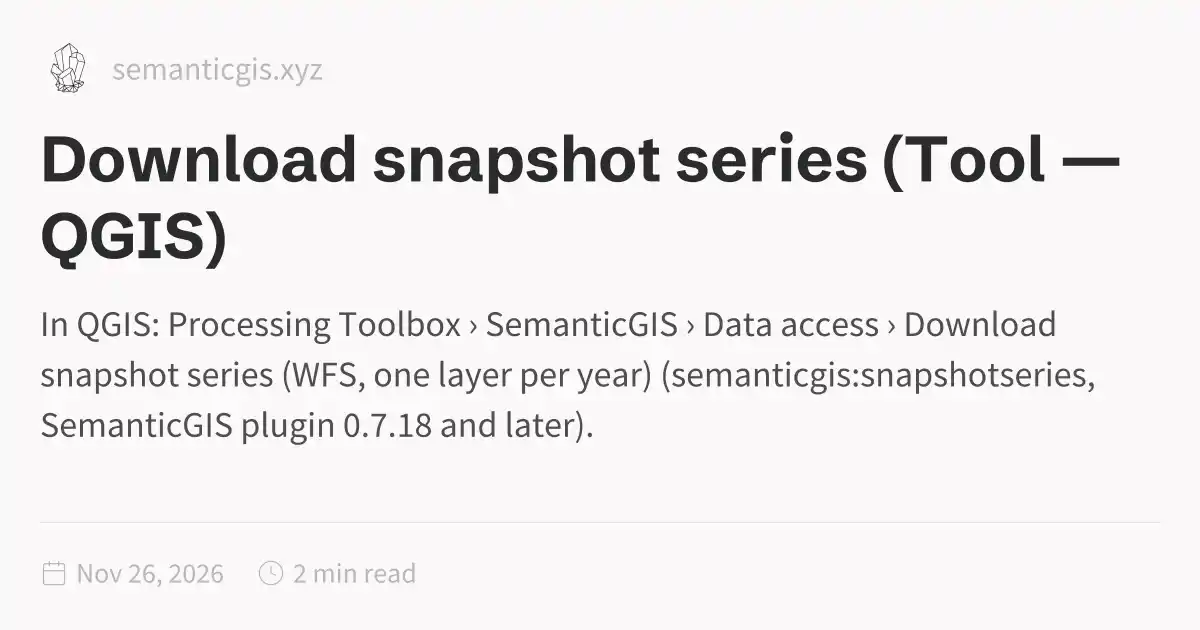 semanticgis.xyz
Download snapshot series (Tool —
QGIS)
In QGIS: Processing Toolbox › SemanticGIS › Data access › Download
snapshot series (WFS, one layer per year) (semanticgis:snapshotseries,
SemanticGIS plugin 0.7.18 and later).
Nov 26, 2026 2 min read